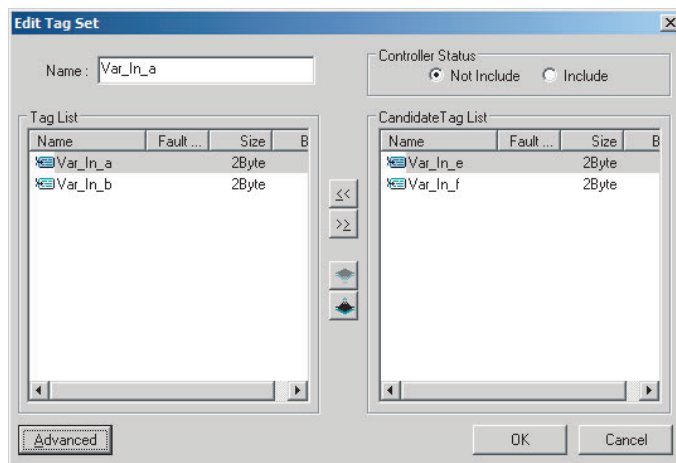 Edit Tag Set
Name : Var_In_a
Controller Status
Not Include Include
Tag List
Name Fault ... Size B
Var_In_a 2Byte
Var_In_b 2Byte
<<
>>
CandidateTag List
Name Fault ... Size B
Var_In_e 2Byte
Var_In_f 2Byte
Advanced
OK Cancel